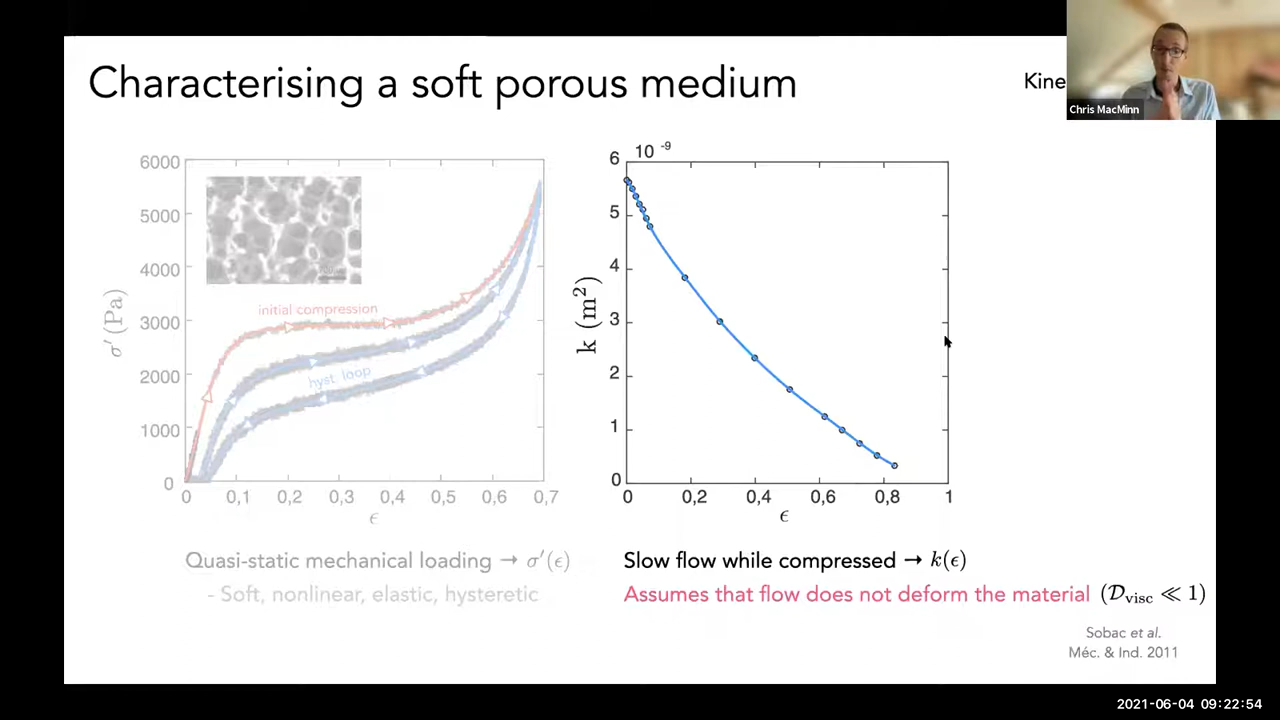 Characterising a soft porous medium
Kine
Chris MacMinn
6000
5000
4000
3000
2000
1000
0
σ′ (Pa)
initial compression
hyst. loop
0 0,1 0,2 0,3 0,4 0,5 0,6 0,7
ϵ
6 10 -9
5
4
3
2
1
0
k (m²)
0 0,2 0,4 0,6 0,8 1
ϵ
Quasi-static mechanical loading → σ′(ϵ)
- Soft, nonlinear, elastic, hysteretic
Slow flow while compressed → k(ϵ)
Assumes that flow does not deform the material (𝒟visc ≪ 1)
Sobac et al.
Méc. & Ind. 2011
2021-06-04 09:22:54